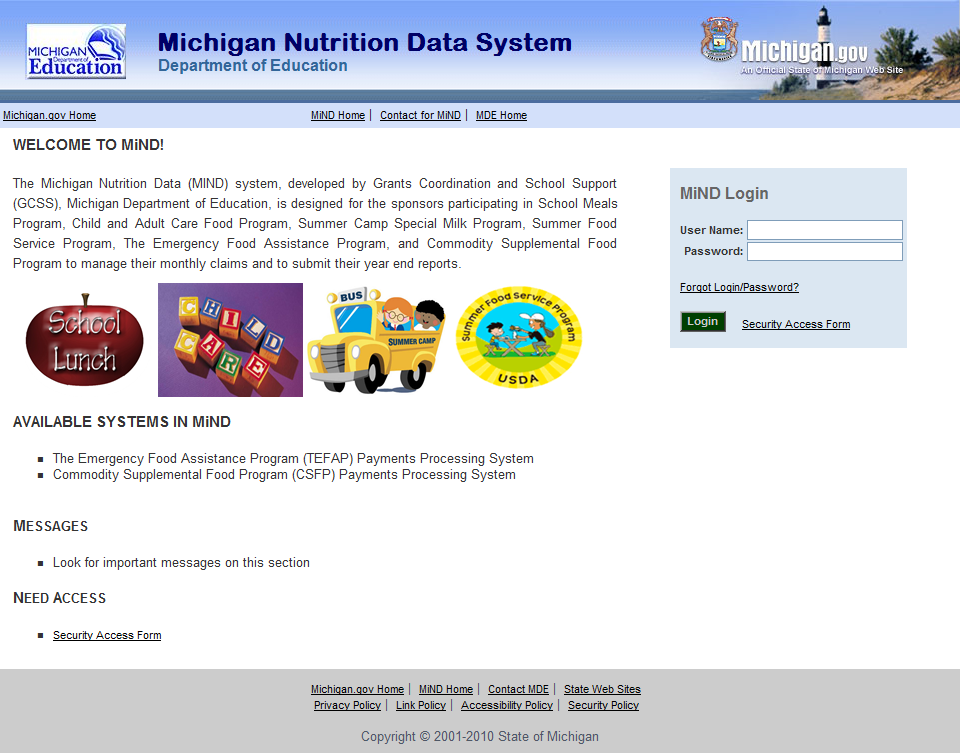 MICHIGAN
Department of
Education
Michigan Nutrition Data System
Department of Education
Michigan.gov
An Official State of Michigan Web Site
Michigan.gov Home
MiND Home | Contact for MiND | MDE Home
WELCOME TO MiND!
The Michigan Nutrition Data (MIND) system, developed by Grants Coordination and School Support
(GCSS), Michigan Department of Education, is designed for the sponsors participating in School Meals
Program, Child and Adult Care Food Program, Summer Camp Special Milk Program, Summer Food
Service Program, The Emergency Food Assistance Program, and Commodity Supplemental Food
Program to manage their monthly claims and to submit their year end reports.
MiND Login
User Name:
Password:
Forgot Login/Password?
Login
Security Access Form
School
Lunch
CHILD
CARE
BUS
SUMMER CAMP
Summer Food Service Program
USDA
AVAILABLE SYSTEMS IN MiND
The Emergency Food Assistance Program (TEFAP) Payments Processing System
Commodity Supplemental Food Program (CSFP) Payments Processing System
MESSAGES
Look for important messages on this section
NEED ACCESS
Security Access Form
Michigan.gov Home | MiND Home | Contact MDE | State Web Sites
Privacy Policy | Link Policy | Accessibility Policy | Security Policy
Copyright © 2001-2010 State of Michigan